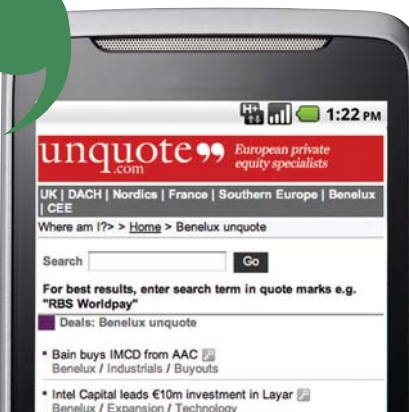 H+ 1:22 PM
unquote” European private
.com equity specialists
UK | DACH | Nordics | France | Southern Europe | Benelux
| CEE
Where am I?> > Home > Benelux unquote
Search Go
For best results, enter search term in quote marks e.g.
"RBS Worldpay"
Deals: Benelux unquote
• Bain buys IMCD from AAC
Benelux / Industrials / Buyouts
• Intel Capital leads €10m investment in Layar
Benelux / Expansion / Technology